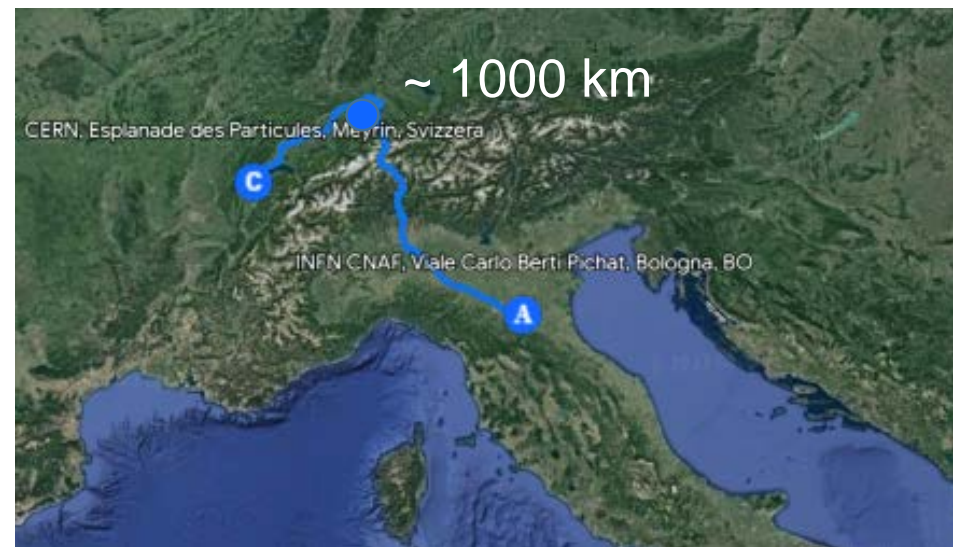 ~ 1000 km
CERN, Esplanade des Particules, Meyrin, Svizzera
C
INFN CNAF, Viale Carlo Berti Pichat, Bologna, BO
A